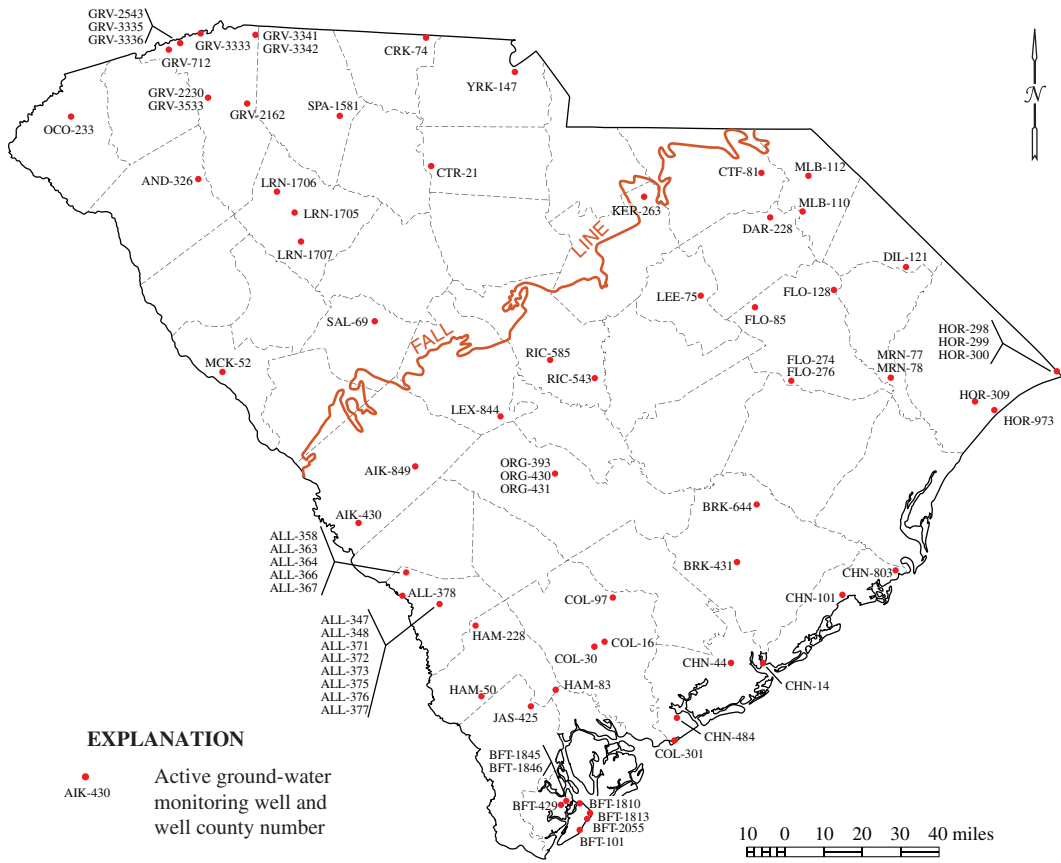 GRV-2543
GRV-3335
GRV-3336
GRV-3333
GRV-3341
GRV-3342
GRV-712
CRK-74
YRK-147
GRV-2230
GRV-3533
GRV-2162
SPA-1581
OCO-233
N
AND-326
LRN-1706
LRN-1705
LRN-1707
CTR-21
CTF-81
MLB-112
KER-263
MLB-110
DAR-228
LINE
DIL-121
LEE-75
FLO-128
FLO-85
SAL-69
FALL
HOR-298
HOR-299
HOR-300
RIC-585
RIC-543
FLO-274
FLO-276
MRN-77
MRN-78
MCK-52
HOR-309
HOR-973
LEX-844
AIK-849
ORG-393
ORG-430
ORG-431
BRK-644
AIK-430
ALL-358
ALL-363
ALL-364
ALL-366
ALL-367
BRK-431
CHN-803
ALL-378
COL-97
CHN-101
ALL-347
ALL-348
ALL-371
ALL-372
ALL-373
ALL-375
ALL-376
ALL-377
HAM-228
COL-16
COL-30
CHN-44
CHN-14
HAM-50
HAM-83
JAS-425
CHN-484
COL-301
BFT-1845
BFT-1846
BFT-429
BFT-1810
BFT-1813
BFT-2055
BFT-101
EXPLANATION
AIK-430
Active ground-water
monitoring well and
well county number
10 0 10 20 30 40 miles